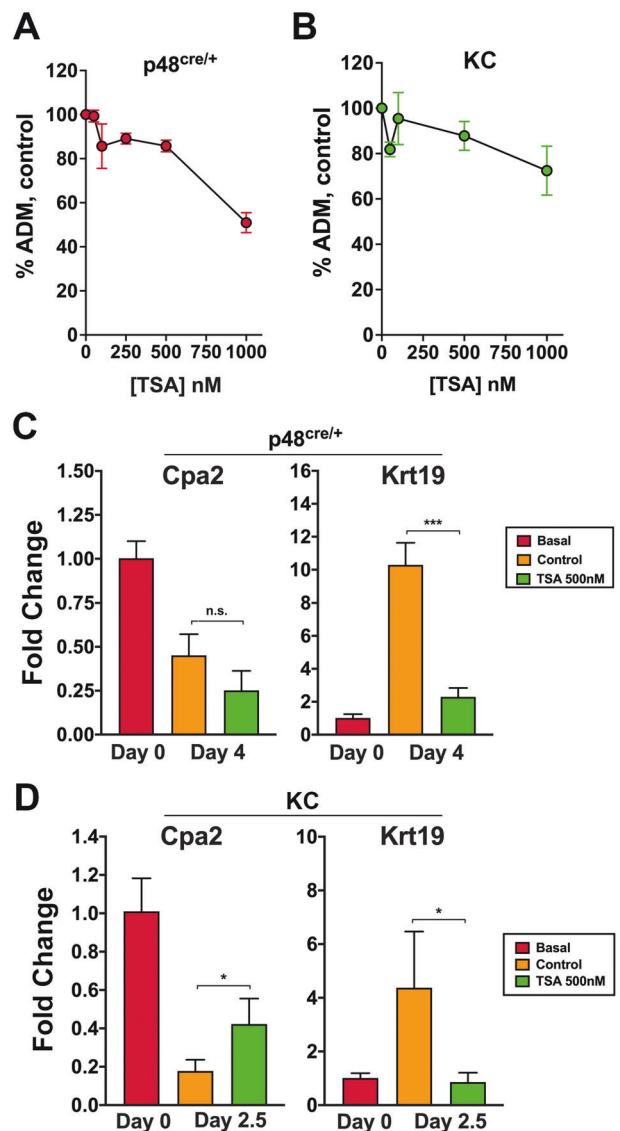 A
p48cre/+
120
100
80
60
40
20
0
% ADM, control
0 250 500 750 1000
[TSA] nM
B
KC
120
100
80
60
40
20
0
% ADM, control
0 250 500 750 1000
[TSA] nM
C
p48cre/+
Cpa2
1.50
1.25
1.00
0.75
0.50
0.25
0.00
Fold Change
n.s.
Day 0 Day 4
Krt19
16
14
12
10
8
6
4
2
0
***
Day 0 Day 4
Basal
Control
TSA 500nM
D
KC
Cpa2
1.4
1.2
1.0
0.8
0.6
0.4
0.2
0.0
Fold Change
*
Day 0 Day 2.5
Krt19
10
8
6
4
2
0
*
Day 0 Day 2.5
Basal
Control
TSA 500nM